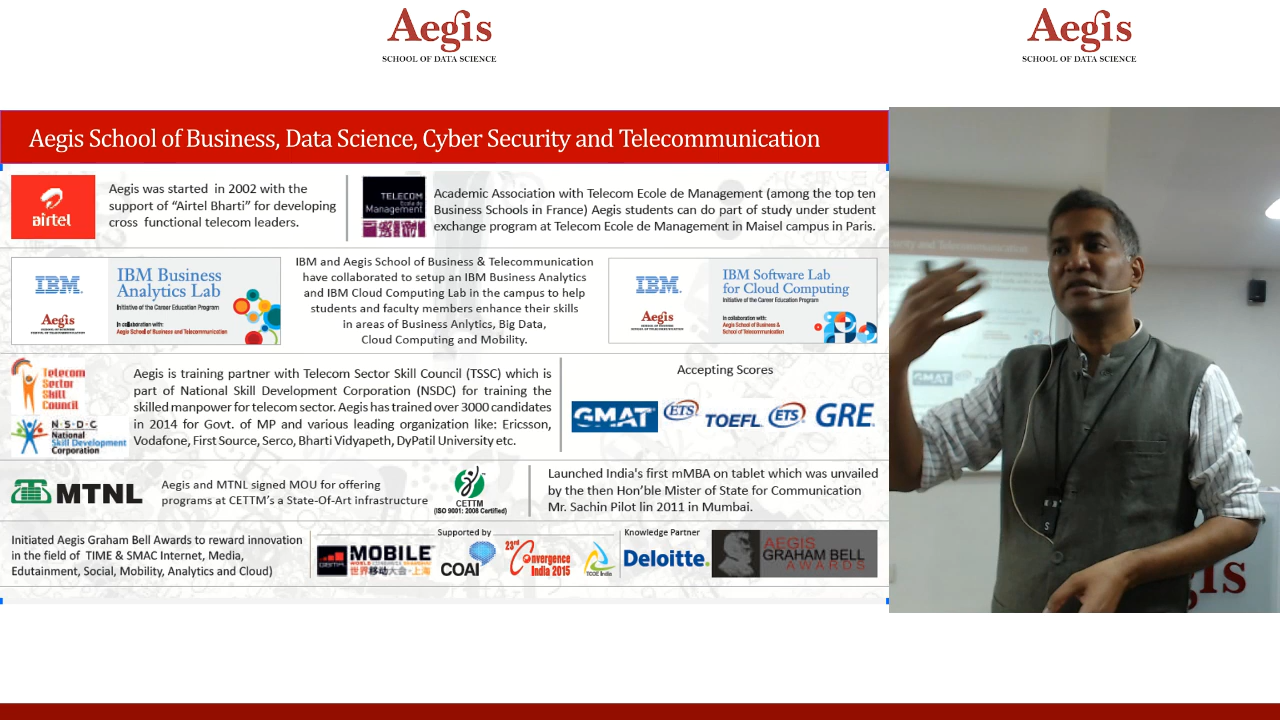 Aegis
SCHOOL OF DATA SCIENCE
Aegis
SCHOOL OF DATA SCIENCE
Aegis School of Business, Data Science, Cyber Security and Telecommunication
airtel
Aegis was started in 2002 with the
support of “Airtel Bharti” for developing
cross functional telecom leaders.
TELECOM
Ecole de
Management
Academic Association with Telecom Ecole de Management (among the top ten
Business Schools in France) Aegis students can do part of study under student
exchange program at Telecom Ecole de Management in Maisel campus in Paris.
IBM.
Aegis
IBM Business
Analytics Lab
Initiative of the Career Education Program
In collaboration with:
Aegis School of Business and Telecommunication
IBM and Aegis School of Business & Telecommunication
have collaborated to setup an IBM Business Analytics
and IBM Cloud Computing Lab in the campus to help
students and faculty members enhance their skills
in areas of Business Anlytics, Big Data,
Cloud Computing and Mobility.
IBM.
Aegis
IBM Software Lab
for Cloud Computing
Initiative of the Career Education Program
In collaboration with:
Aegis School of Business &
School of Telecommunication
Telecom
Sector
Skill
Council
N·S·D·C
National
Skill Development
Corporation
Aegis is training partner with Telecom Sector Skill Council (TSSC) which is
part of National Skill Development Corporation (NSDC) for training the
skilled manpower for telecom sector. Aegis has trained over 3000 candidates
in 2014 for Govt. of MP and various leading organization like: Ericsson,
Vodafone, First Source, Serco, Bharti Vidyapeth, DyPatil University etc.
Accepting Scores
GMAT
ETS
TOEFL
ETS
GRE
MTNL
Aegis and MTNL signed MOU for offering
programs at CETTM’s a State-Of-Art infrastructure
CETTM
(ISO 9001: 2008 Certified)
Launched India's first mMBA on tablet which was unvailed
by the then Hon’ble Mister of State for Communication
Mr. Sachin Pilot Iin 2011 in Mumbai.
Initiated Aegis Graham Bell Awards to reward innovation
in the field of TIME & SMAC Internet, Media,
Edutainment, Social, Mobility, Analytics and Cloud)
Supported by
MOBILE
世界移动大会-上海
COAI
23rd
Convergence
India 2015
TCOE India
Knowledge Partner
Deloitte.
AEGIS
GRAHAM BELL
AWARDS
GMAT